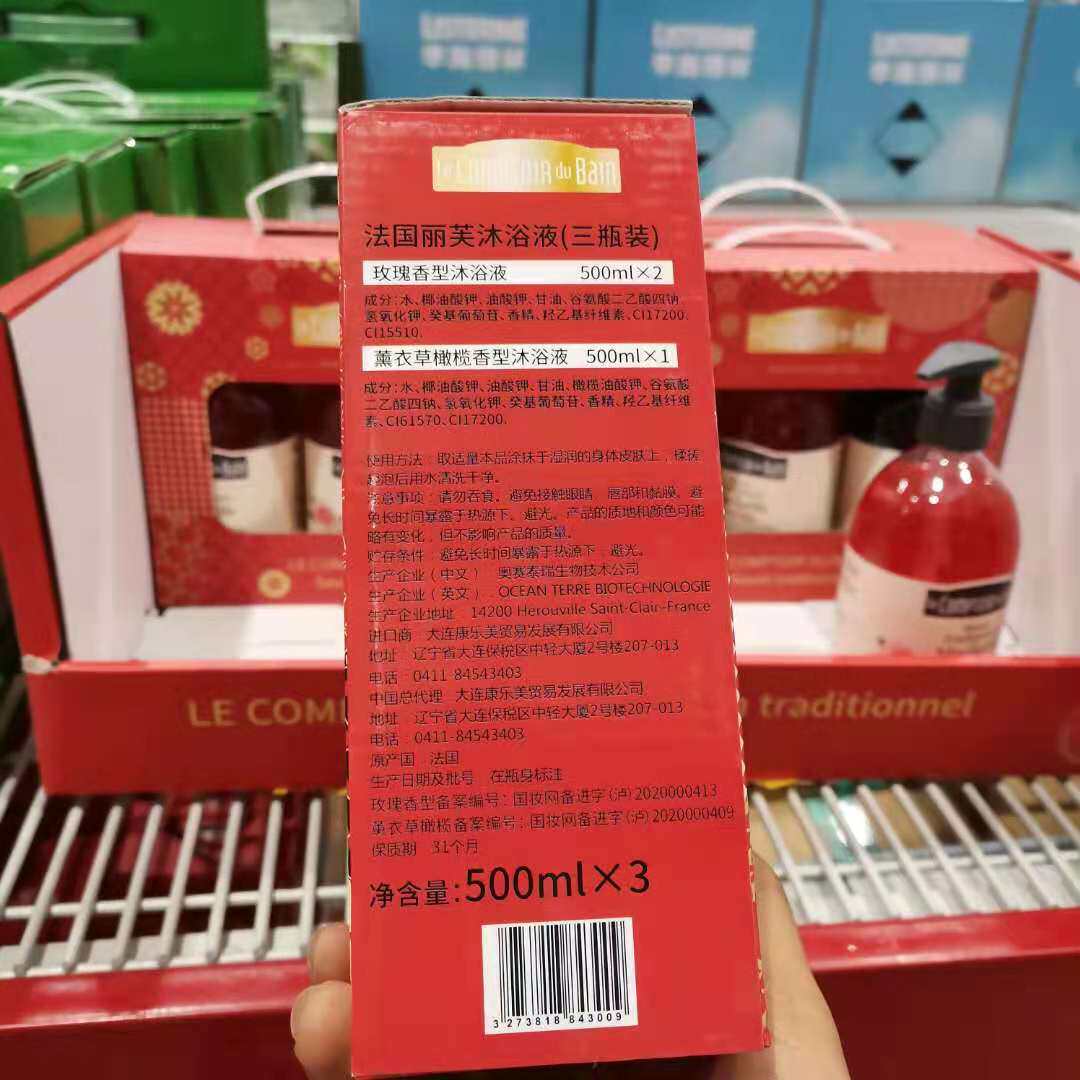 Le COMPTOIR du Bain
法国丽芙沐浴液(三瓶装)
玫瑰香型沐浴液 500ml×2
成分:水、椰油酸钾、油酸钾、甘油、谷氨酸二乙酸四钠、
氢氧化钾、癸基葡萄苷、香精、羟乙基纤维素、CI17200、
CI15510。
薰衣草橄榄香型沐浴液 500ml×1
成分:水、椰油酸钾、油酸钾、甘油、橄榄油酸钾、谷氨酸
二乙酸四钠、氢氧化钾、癸基葡萄苷、香精、羟乙基纤维
素、CI61570、CI17200。
使用方法：取适量本品涂抹于湿润的身体皮肤上，揉搓
起泡后用水清洗干净。
注意事项：请勿吞食。避免接触眼睛、唇部和黏膜。避
免长时间暴露于热源下。避光。产品的质地和颜色可能
略有变化，但不影响产品的质量。
贮存条件：避免长时间暴露于热源下，避光。
生产企业（中文）：奥赛泰瑞生物技术公司
生产企业（英文）：OCEAN TERRE BIOTECHNOLOGIE
生产企业地址：14200 Herouville Saint-Clair-France
进口商：大连康乐美贸易发展有限公司
地址：辽宁省大连保税区中轻大厦2号楼207-013
电话：0411-84543403
中国总代理：大连康乐美贸易发展有限公司
地址：辽宁省大连保税区中轻大厦2号楼207-013
电话：0411-84543403
原产国：法国
生产日期及批号：在瓶身标注
玫瑰香型备案编号：国妆网备进字(沪)2020000413
薰衣草橄榄备案编号：国妆网备进字(沪)2020000409
保质期：31个月
净含量:500ml×3
3 273818 643009
LE COM
n traditionnel